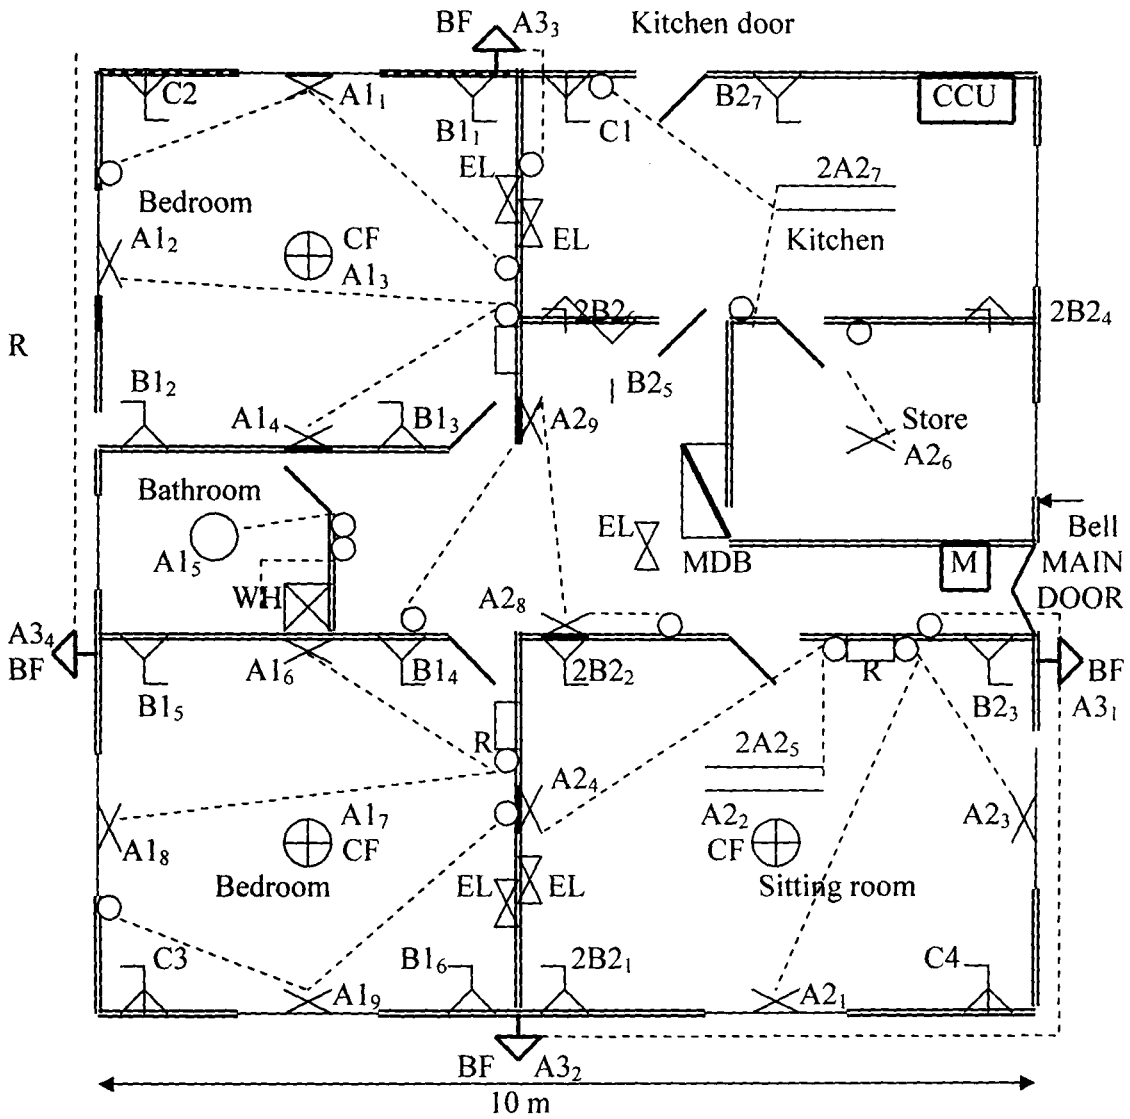 BF A3₃ Kitchen door
C2 A1₁ B1₁ C1 B2₇ CCU
EL
2A2₇
Bedroom
A1₂ CF EL Kitchen
A1₃
2B2 2B2₄
R
B1₂ B2₅
A1₄ B1₃ A2₉ Store
A2₆
Bathroom
EL Bell
A1₅ MDB M MAIN
WH A2₈ DOOR
A3₄
BF A1₆ B1₄ 2B2₂ R BF
B1₅ B2₃ A3₁
R 2A2₅
A2₄
A1₇ A2₂ A2₃
A1₈ CF CF
Bedroom EL EL Sitting room
C3 B1₆ 2B2₁ C4
A1₉ A2₁
BF A3₂
10 m